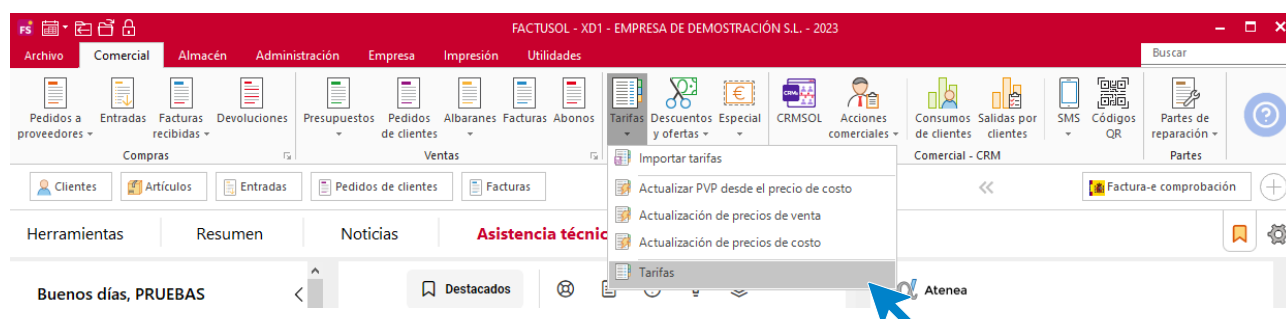 FS
FACTUSOL - XD1 - EMPRESA DE DEMOSTRACIÓN S.L. - 2023
Archivo Comercial Almacén Administración Empresa Impresión Utilidades Buscar
Pedidos a proveedores Entradas Facturas recibidas Devoluciones Presupuestos Pedidos de clientes Albaranes Facturas Abonos Tarifas Descuentos y ofertas Especial CRMSOL Acciones comerciales Consumos de clientes Salidas por clientes SMS Códigos QR Partes de reparación
Compras Ventas Comercial - CRM Partes
Importar tarifas
Clientes Artículos Entradas Pedidos de clientes Facturas Factura-e comprobación
Actualizar PVP desde el precio de costo
Actualización de precios de venta
Herramientas Resumen Noticias Asistencia técnic
Actualización de precios de costo
Tarifas
Buenos días, PRUEBAS Destacados Atenea